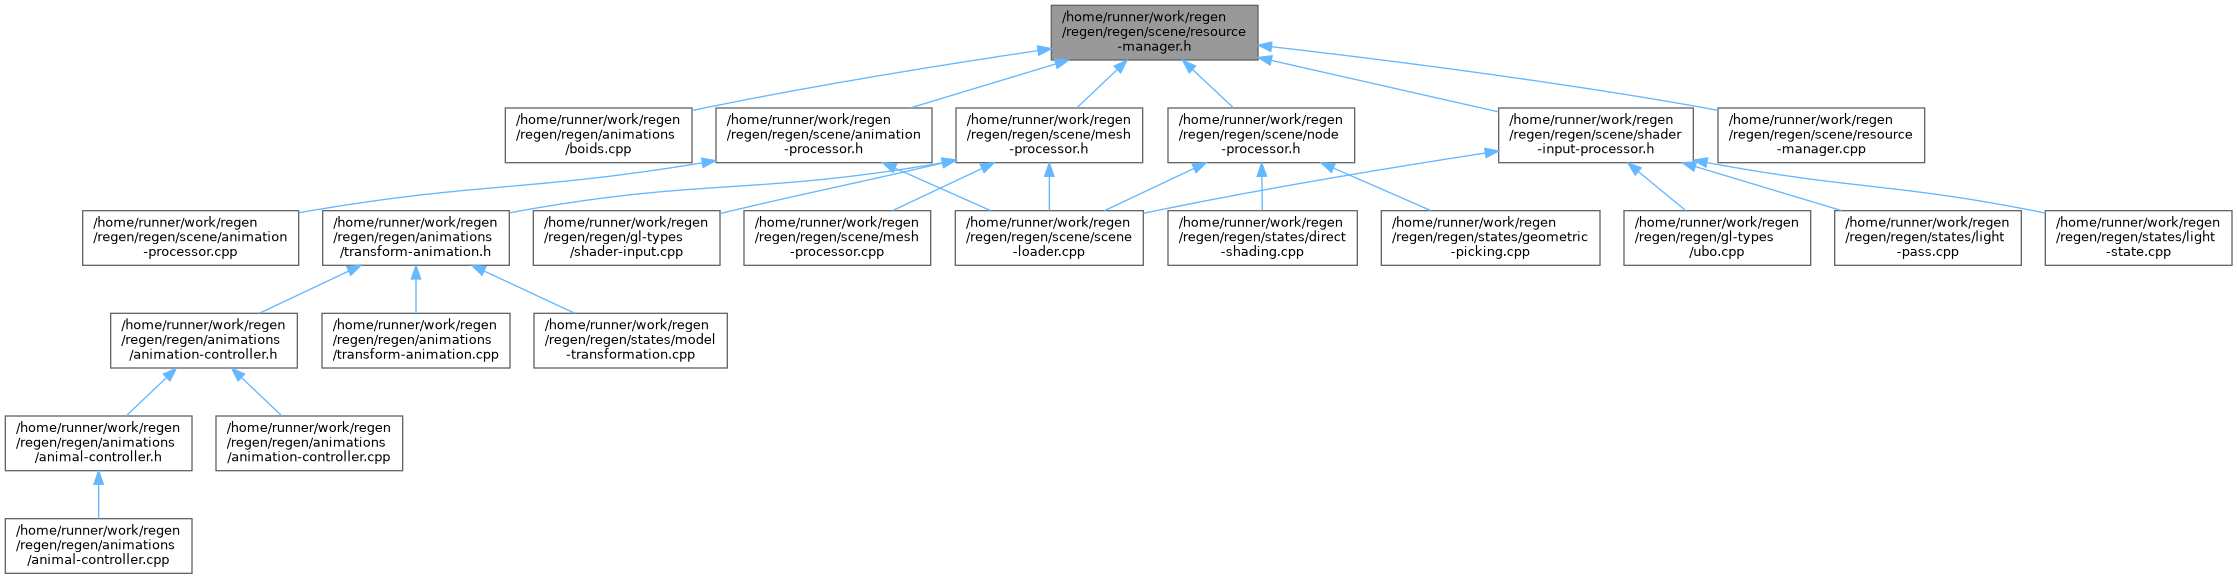 /home/runner/work/regen
/regen/regen/scene/resource
-manager.h
/home/runner/work/regen
/regen/regen/animations
/boids.cpp
/home/runner/work/regen
/regen/regen/scene/animation
-processor.h
/home/runner/work/regen
/regen/regen/scene/mesh
-processor.h
/home/runner/work/regen
/regen/regen/scene/node
-processor.h
/home/runner/work/regen
/regen/regen/scene/shader
-input-processor.h
/home/runner/work/regen
/regen/regen/scene/resource
-manager.cpp
/home/runner/work/regen
/regen/regen/scene/animation
-processor.cpp
/home/runner/work/regen
/regen/regen/animations
/transform-animation.h
/home/runner/work/regen
/regen/regen/gl-types
/shader-input.cpp
/home/runner/work/regen
/regen/regen/scene/mesh
-processor.cpp
/home/runner/work/regen
/regen/regen/scene/scene
-loader.cpp
/home/runner/work/regen
/regen/regen/states/direct
-shading.cpp
/home/runner/work/regen
/regen/regen/states/geometric
-picking.cpp
/home/runner/work/regen
/regen/regen/gl-types
/ubo.cpp
/home/runner/work/regen
/regen/regen/states/light
-pass.cpp
/home/runner/work/regen
/regen/regen/states/light
-state.cpp
/home/runner/work/regen
/regen/regen/animations
/animation-controller.h
/home/runner/work/regen
/regen/regen/animations
/transform-animation.cpp
/home/runner/work/regen
/regen/regen/states/model
-transformation.cpp
/home/runner/work/regen
/regen/regen/animations
/animal-controller.h
/home/runner/work/regen
/regen/regen/animations
/animation-controller.cpp
/home/runner/work/regen
/regen/regen/animations
/animal-controller.cpp